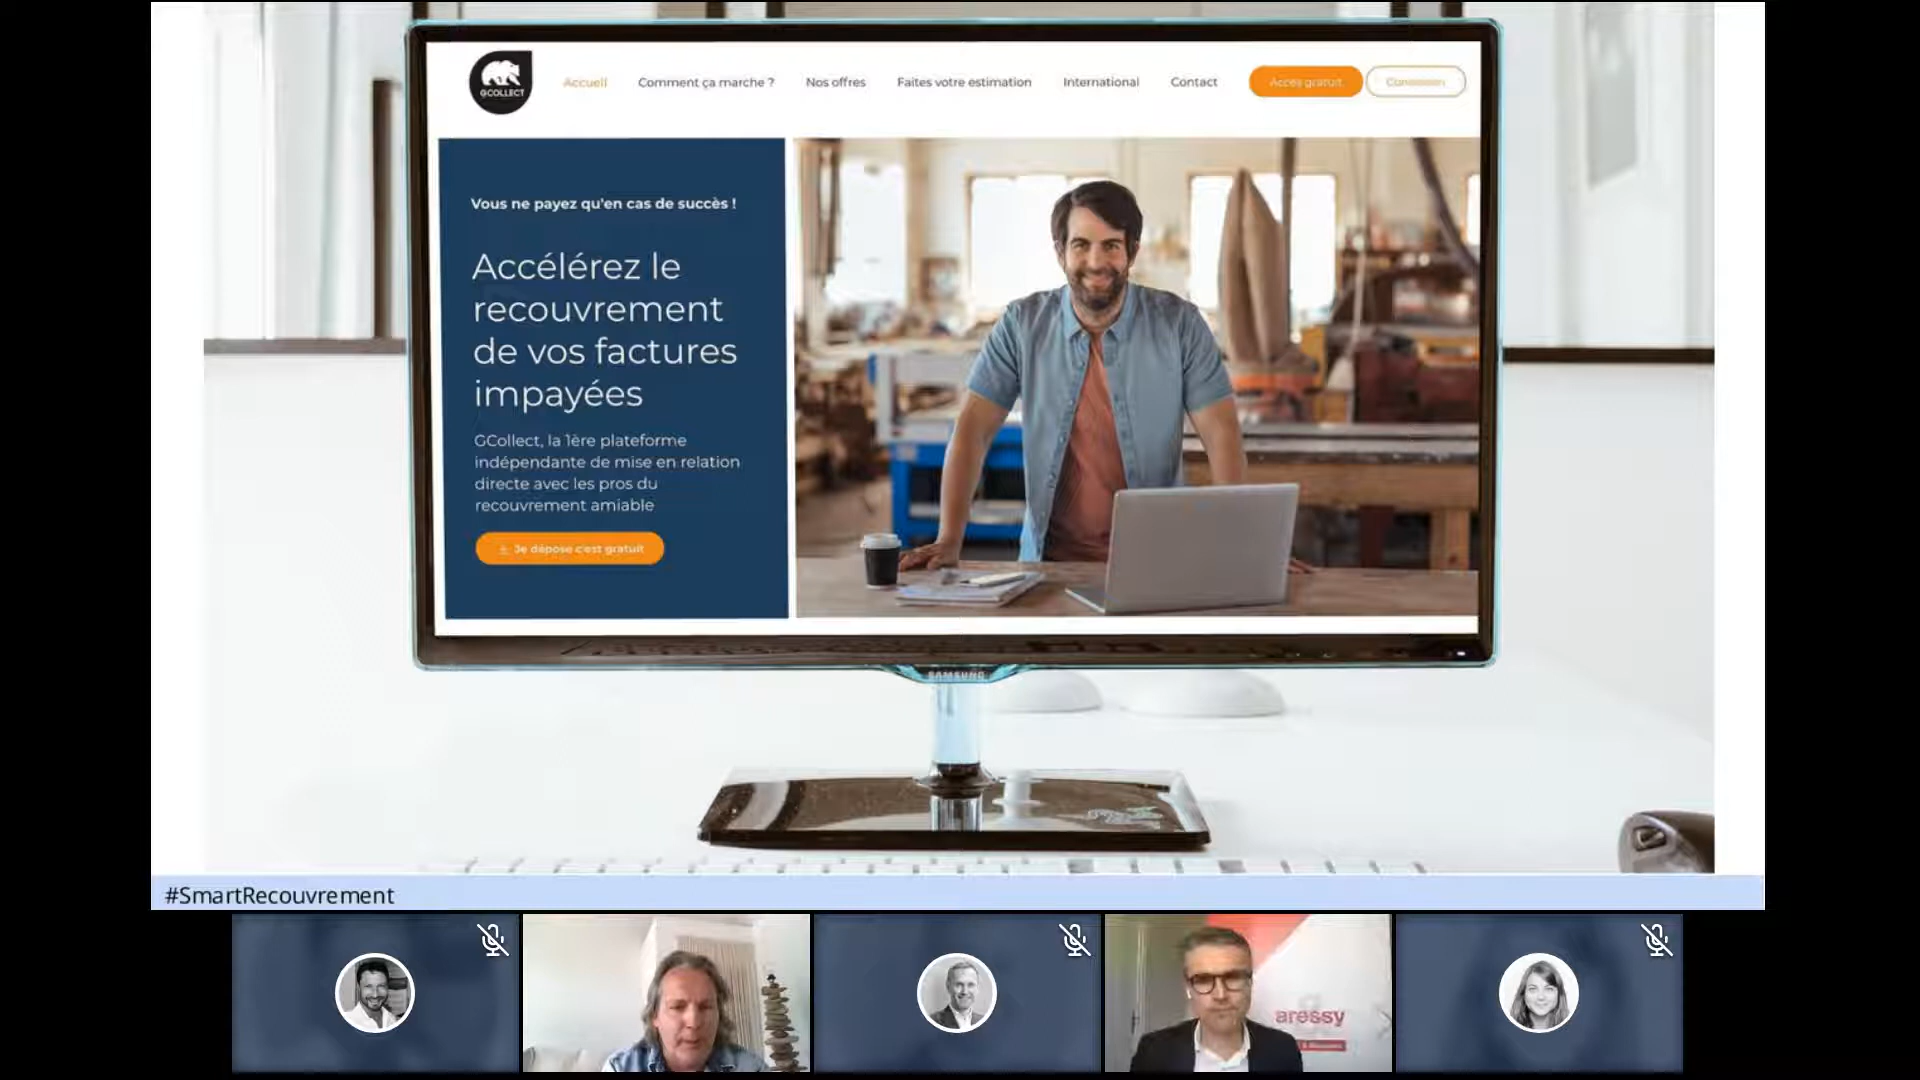 GCOLLECT
Accueil
Comment ça marche ?
Nos offres
Faites votre estimation
International
Contact
Accès gratuit
Connexion
Vous ne payez qu'en cas de succès !
Accélérez le
recouvrement
de vos factures
impayées
GCollect, la 1ère plateforme
indépendante de mise en relation
directe avec les pros du
recouvrement amiable
Je dépose c'est gratuit
SAMSUNG
#SmartRecouvrement
aressy